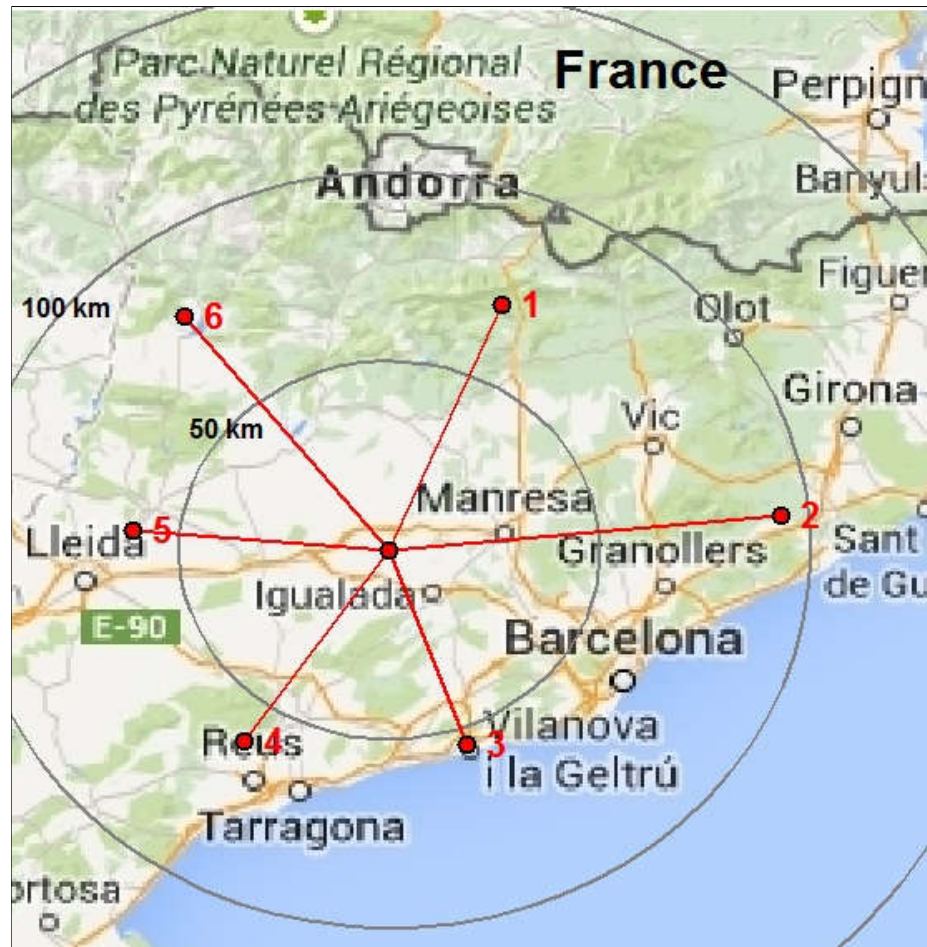 Parc Naturel Régional
des Pyrénées Ariégeoises
France
Perpign
Andorra
Banyuls
Figuer
100 km
6
1
Olot
Girona
50 km
Vic
Manresa
5
2
Lleida
Granollers
Sant
de Gu
Igualada
E-90
Barcelona
4
Reus
3
Vilanova
i la Geltrú
Tarragona
ortosa